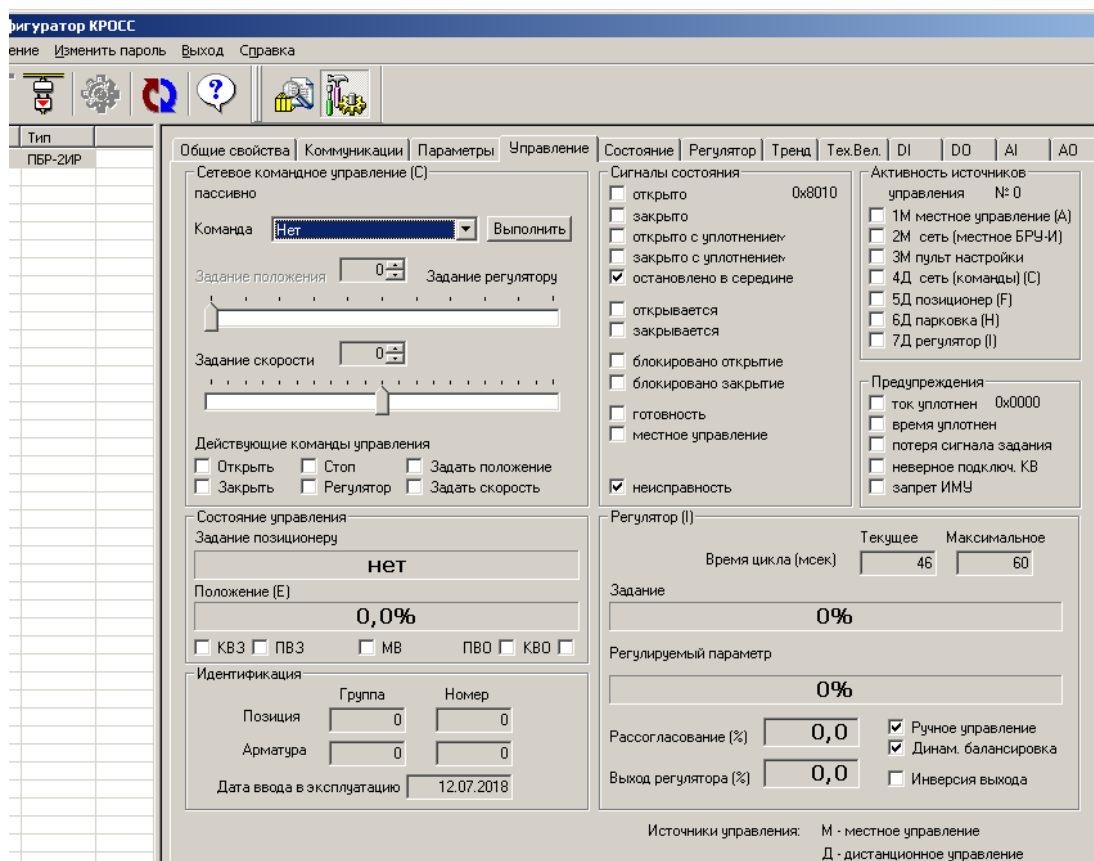 фигуратор КРОСС
ение Изменить пароль Выход Справка
Тип
ПБР-2ИР
Общие свойства Коммуникации Параметры Управление Состояние Регулятор Тренд Тех.Вел. DI DO AI AO
Сетевое командное управление (C)
пассивно
Команда Нет Выполнить
Задание положения 0 Задание регулятору
Задание скорости 0
Действующие команды управления
Открыть Стоп Задать положение
Закрыть Регулятор Задать скорость
Сигналы состояния
открыто 0x8010
закрыто
открыто с уплотнением
закрыто с уплотнением
остановлено в середине
открывается
закрывается
блокировано открытие
блокировано закрытие
готовность
местное управление
неисправность
Активность источников
управления № 0
1М местное управление (A)
2М сеть (местное БРУ-И)
3М пульт настройки
4Д сеть (команды) (C)
5Д позиционер (F)
6Д парковка (H)
7Д регулятор (I)
Предупреждения
ток уплотнен 0x0000
время уплотнен
потеря сигнала задания
неверное подключ. КВ
запрет ИМУ
Состояние управления
Задание позиционеру
нет
Положение (E)
0,0%
КВЗ ПВЗ МВ ПВО КВО
Идентификация
Группа Номер
Позиция 0 0
Арматура 0 0
Дата ввода в эксплуатацию 12.07.2018
Регулятор (I)
Текущее Максимальное
Время цикла (мсек) 46 60
Задание
0%
Регулируемый параметр
0%
Рассогласование (%) 0,0 Ручное управление
Динам. балансировка
Выход регулятора (%) 0,0 Инверсия выхода
Источники управления: М - местное управление
Д - дистанционное управление